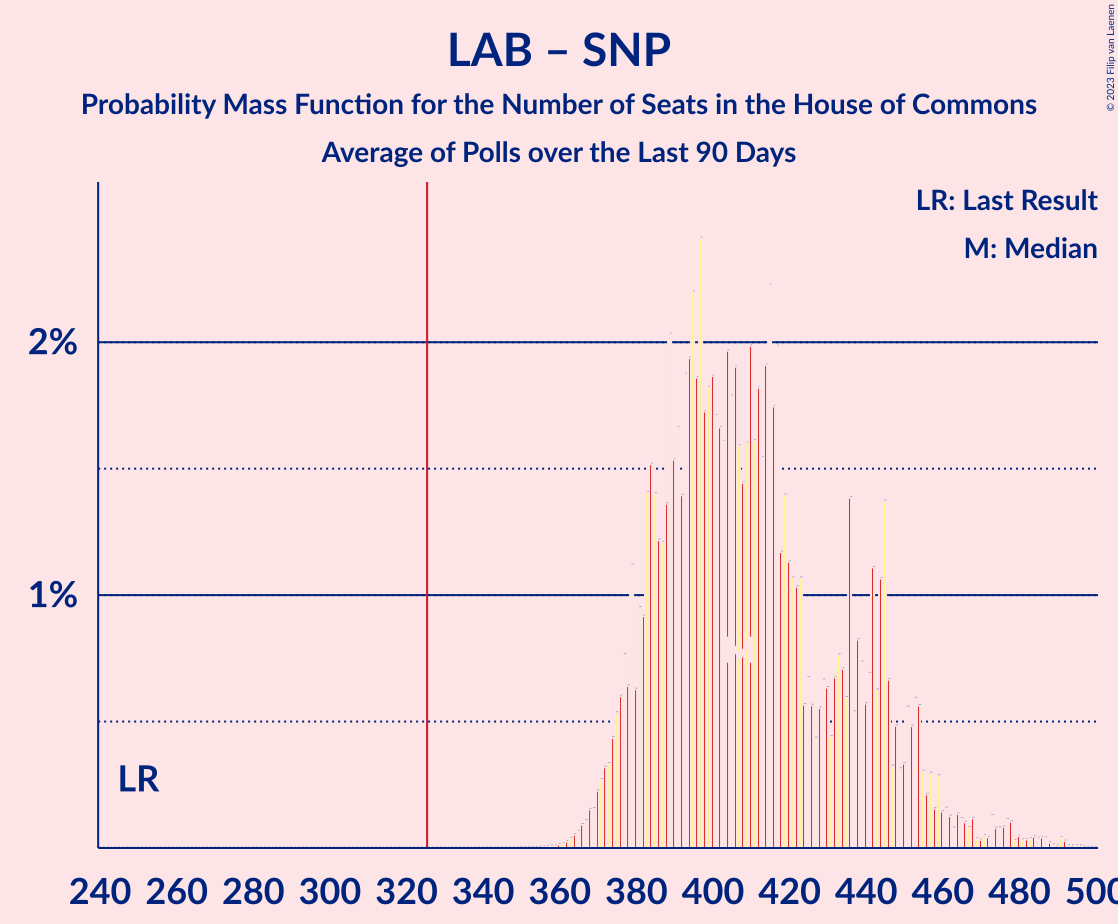 LAB – SNP
Probability Mass Function for the Number of Seats in the House of Commons
Average of Polls over the Last 90 Days
© 2023 Filip van Laenen
LR: Last Result
M: Median
2%
1%
LR
M
240 260 280 300 320 340 360 380 400 420 440 460 480 500